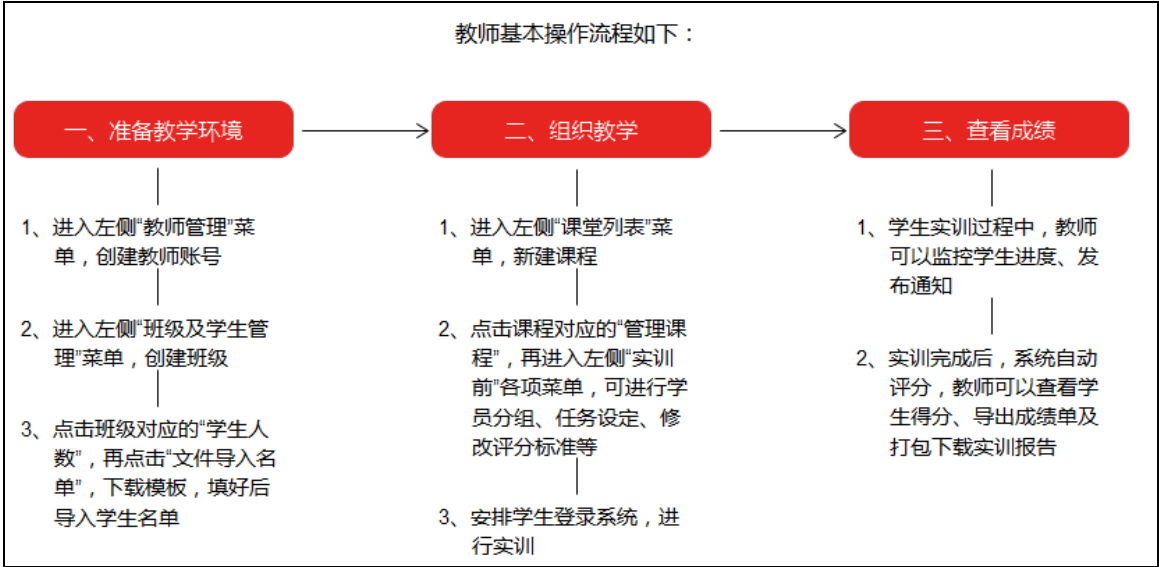 教师基本操作流程如下：
一、准备教学环境
二、组织教学
三、查看成绩
1、进入左侧“教师管理”菜
单，创建教师账号
2、进入左侧“班级及学生管
理”菜单，创建班级
3、点击班级对应的“学生人
数”，再点击“文件导入名
单”，下载模板，填好后
导入学生名单
1、进入左侧“课堂列表”菜
单，新建课程
2、点击课程对应的“管理课
程”，再进入左侧“实训
前”各项菜单，可进行学
员分组、任务设定、修
改评分标准等
3、安排学生登录系统，进
行实训
1、学生实训过程中，教师
可以监控学生进度、发
布通知
2、实训完成后，系统自动
评分，教师可以查看学
生得分、导出成绩单及
打包下载实训报告